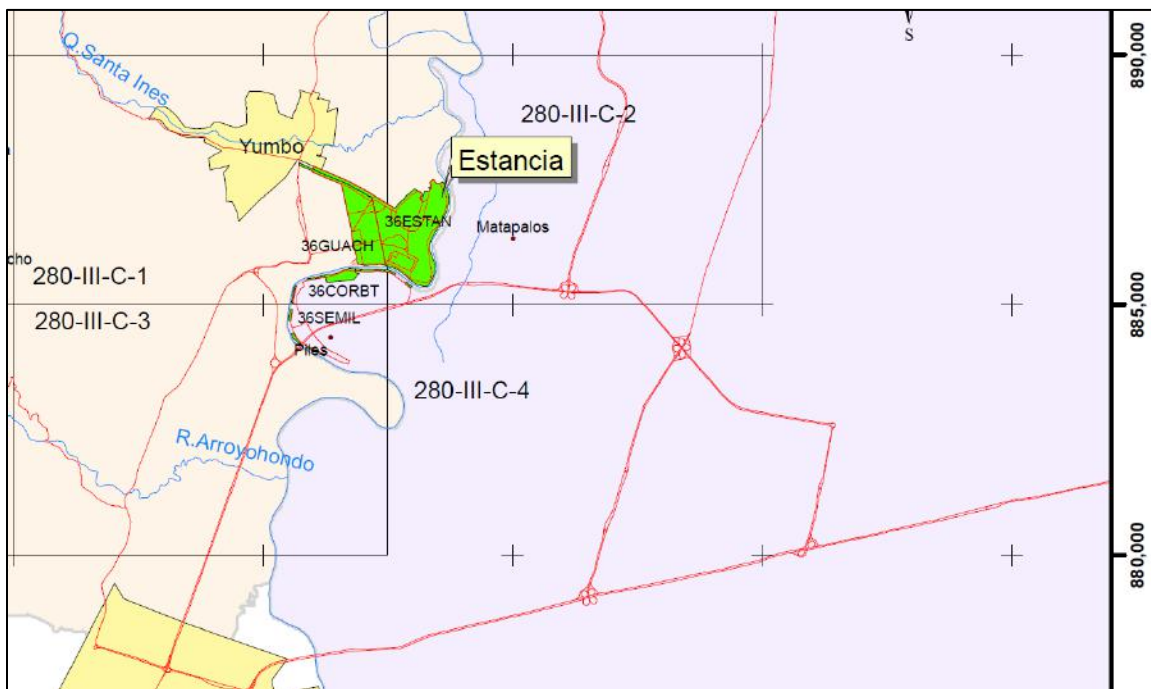 S
890,000
Q.Santa Ines
280-III-C-2
Yumbo
Estancia
36ESTAN
Matapalos
36GUACH
cho
280-III-C-1
36CORBT
885,000
280-III-C-3
36SEMIL
Piles
280-III-C-4
R.Arroyohondo
880,000